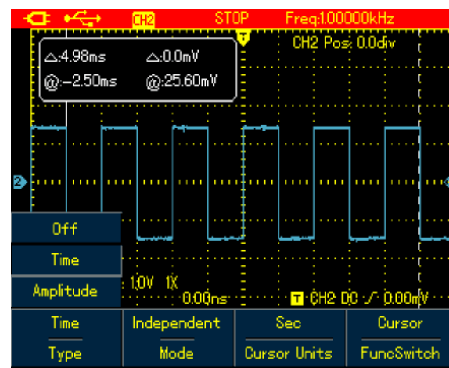 CH2 STOP Freq:1.00000kHz
T
CH2 Pos: 0.0div
△:4.98ms △:0.0mV
@:-2.50ms @:25.60mV
2
Off
Time
Amplitude
1.0V 1X
0.00ns
T CH2 DC 0.00mV
Time Independent Sec Cursor
Type Mode Cursor Units FuncSwitch